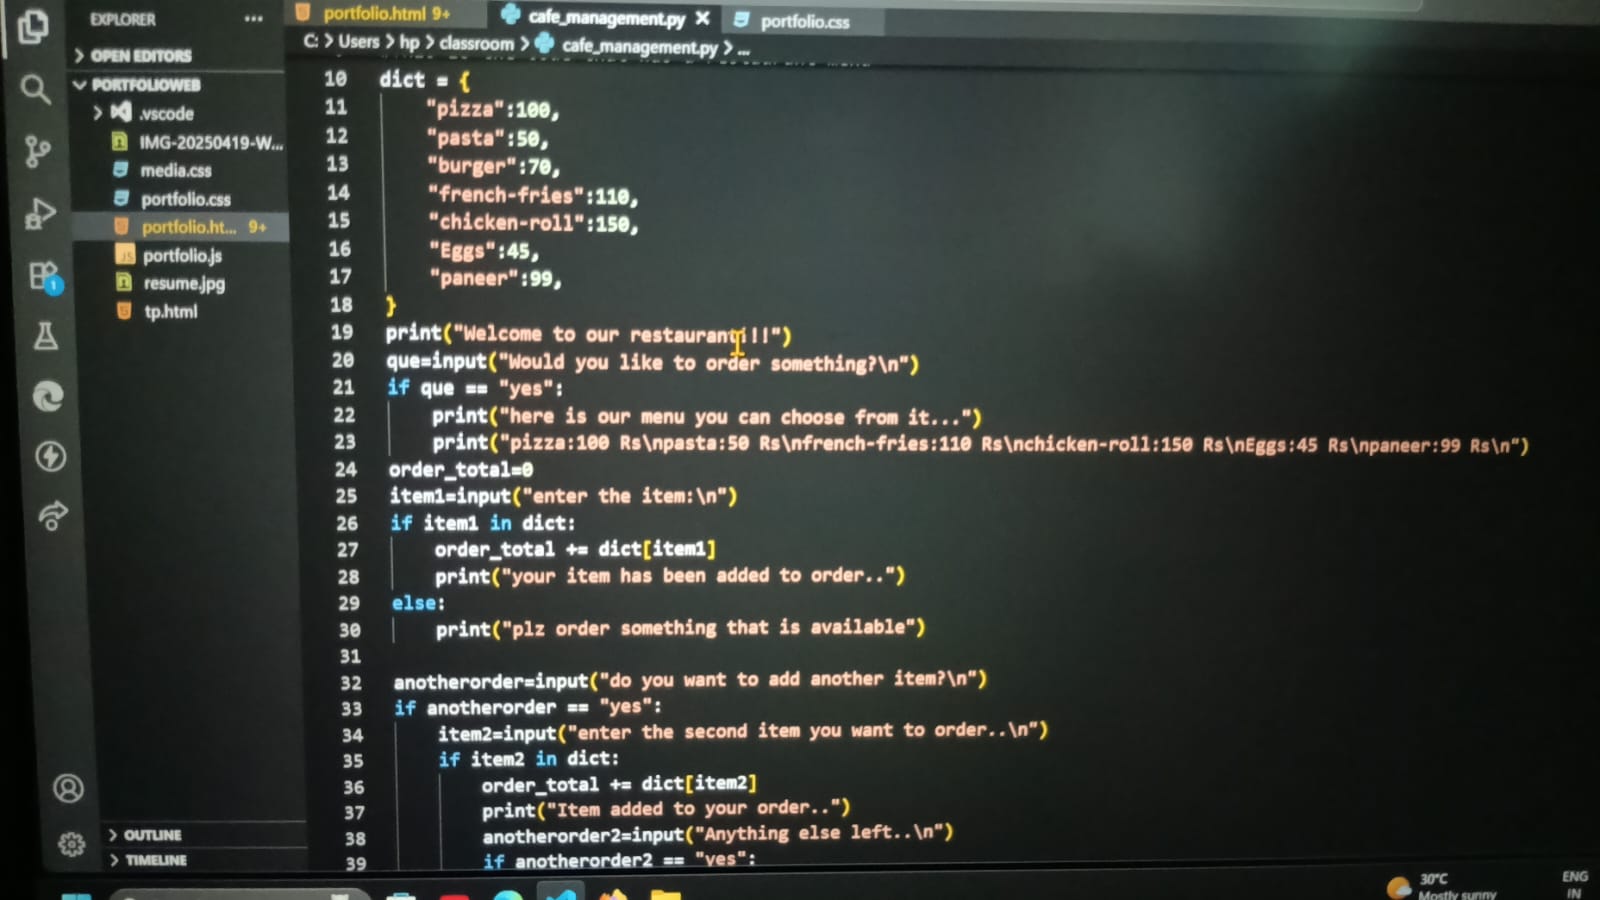 EXPLORER
OPEN EDITORS
PORTFOLIOWEB
.vscode
IMG-20250419-W...
media.css
portfolio.css
portfolio.ht... 9+
portfolio.js
resume.jpg
tp.html
OUTLINE
TIMELINE
portfolio.html 9+ cafe_management.py portfolio.css
C: > Users > hp > classroom > cafe_management.py > ...
10 dict = {
11 "pizza":100,
12 "pasta":50,
13 "burger":70,
14 "french-fries":110,
15 "chicken-roll":150,
16 "Eggs":45,
17 "paneer":99,
18 }
19 print("Welcome to our restaurant!!!")
20 que=input("Would you like to order something?\n")
21 if que == "yes":
22 print("here is our menu you can choose from it...")
23 print("pizza:100 Rs\npasta:50 Rs\nfrench-fries:110 Rs\nchicken-roll:150 Rs\nEggs:45 Rs\npaneer:99 Rs\n")
24 order_total=0
25 item1=input("enter the item:\n")
26 if item1 in dict:
27 order_total += dict[item1]
28 print("your item has been added to order..")
29 else:
30 print("plz order something that is available")
31
32 anotherorder=input("do you want to add another item?\n")
33 if anotherorder == "yes":
34 item2=input("enter the second item you want to order..\n")
35 if item2 in dict:
36 order_total += dict[item2]
37 print("Item added to your order..")
38 anotherorder2=input("Anything else left..\n")
39 if anotherorder2 == "yes":
1
30°C
Mostly sunny
ENG
IN